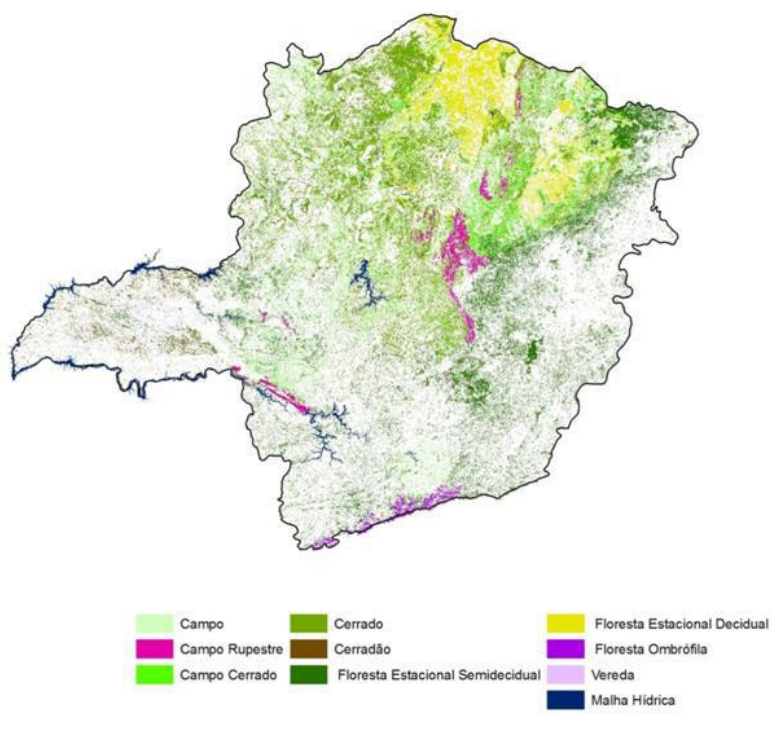 Campo
Campo Rupestre
Campo Cerrado
Cerrado
Cerradão
Floresta Estacional Semidecidual
Floresta Estacional Decidual
Floresta Ombrófila
Vereda
Malha Hídrica